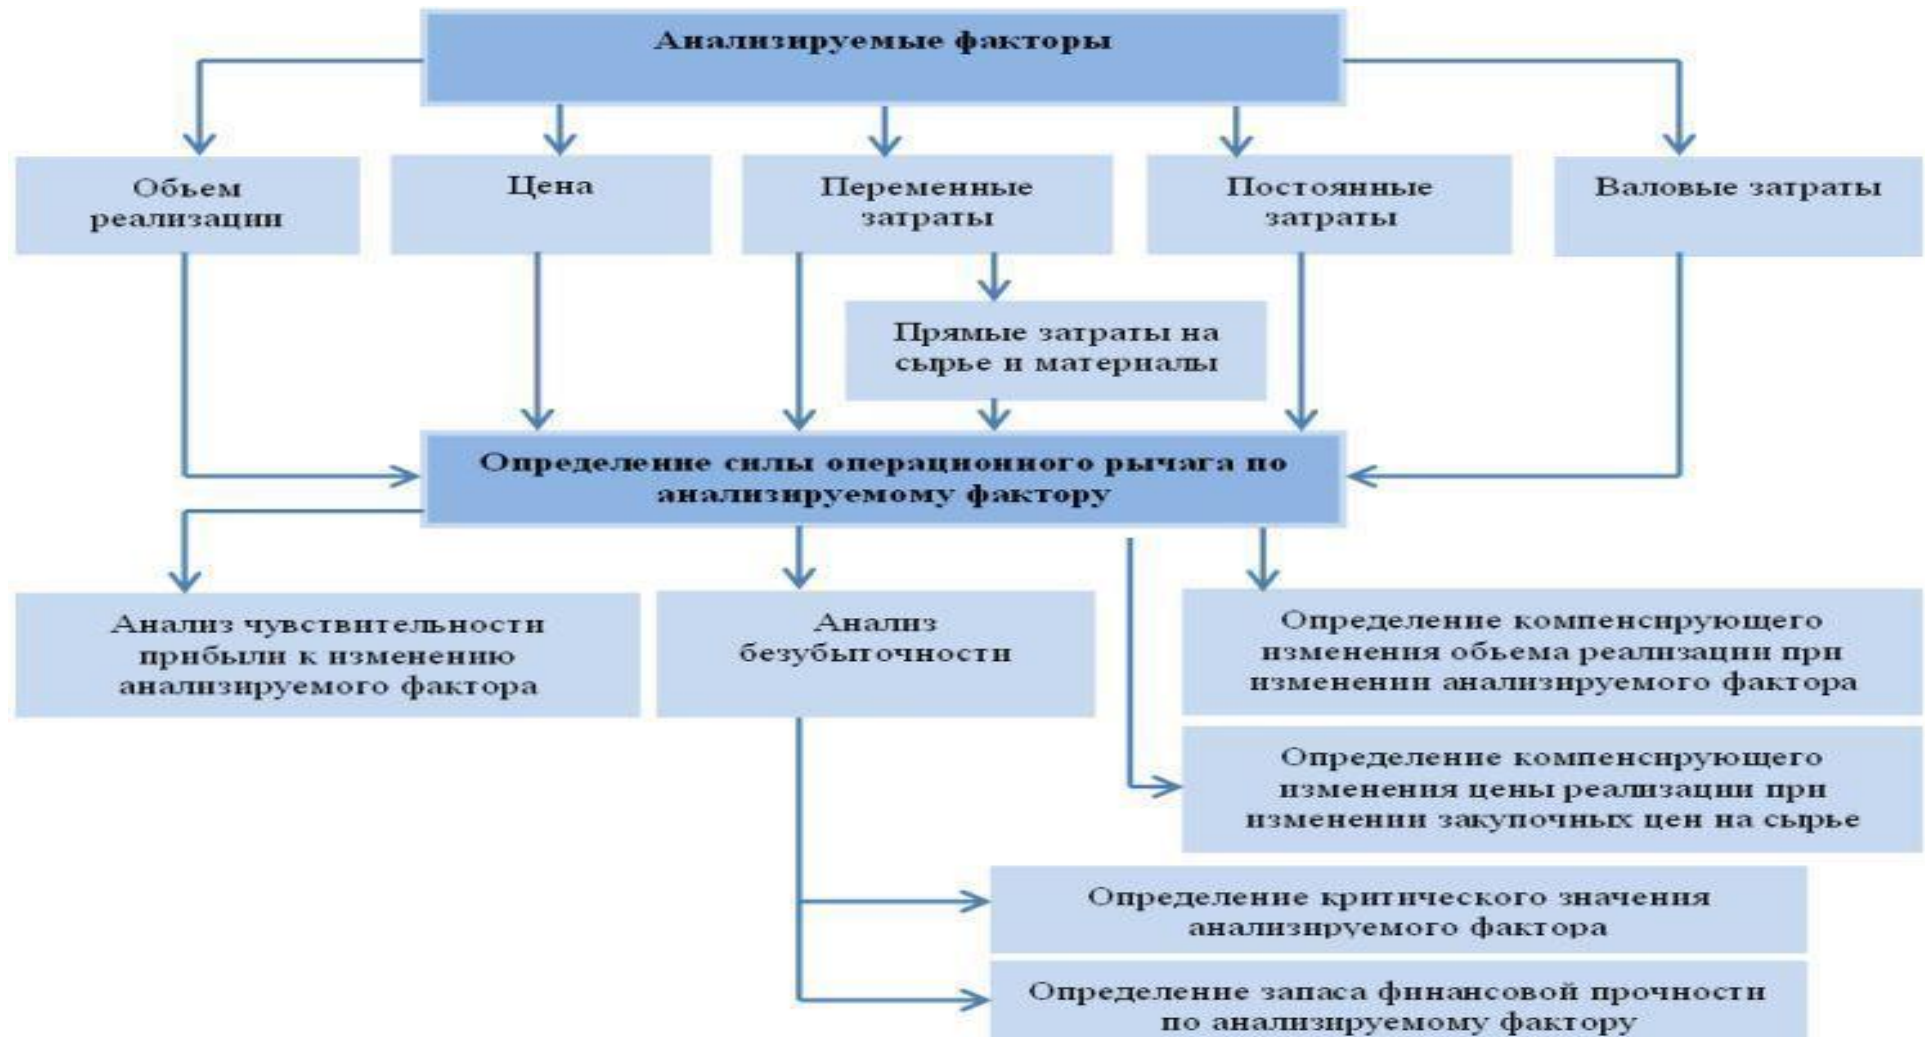 Анализируемые факторы
Обьем
реализации
Цена
Переменные
затраты
Постоянные
затраты
Валовые затраты
Прямые затраты на
сырье и материалы
Определение силы операционного рычага по
анализируемому фактору
Анализ чувствительности
прибыли к изменению
анализируемого фактора
Анализ
безубыточности
Определение компенсирующего
изменения обьема реализации при
изменении анализируемого фактора
Определение компенсирующего
изменения цены реализации при
изменении закупочных цен на сырье
Определение критического значения
анализируемого фактора
Определение запаса финансовой прочности
по анализируемому фактору